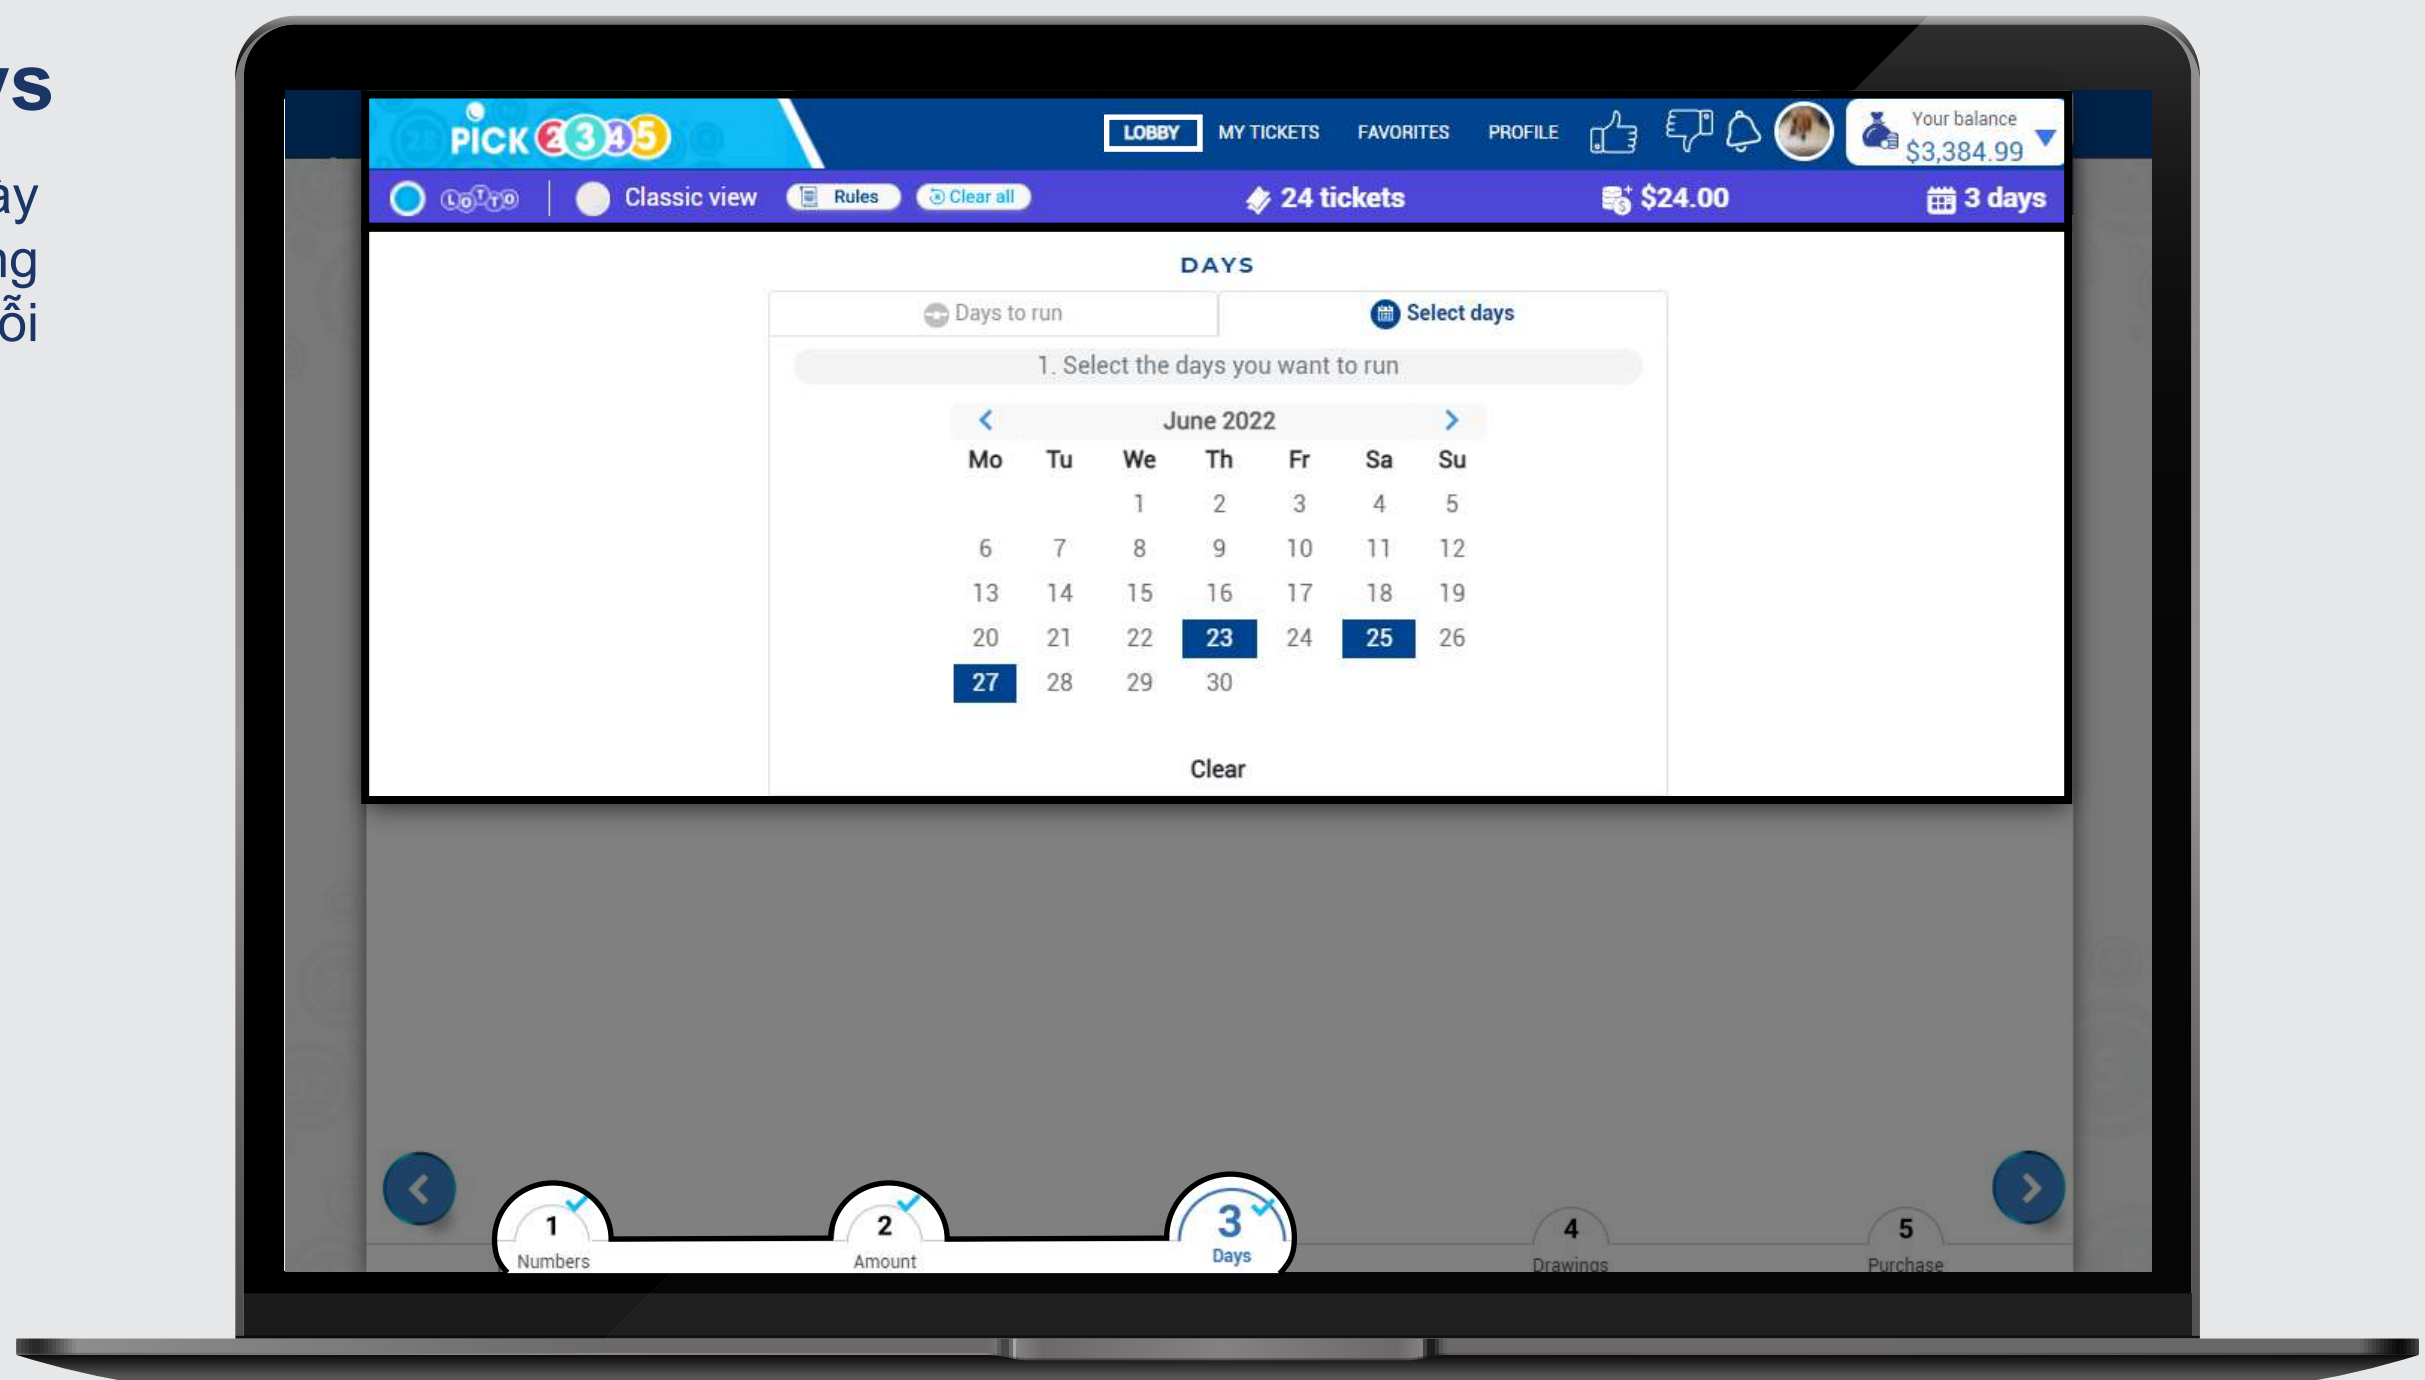 PiCK 2345
LOBBY MY TICKETS FAVORITES PROFILE
Your balance
$3,384.99
LOTTO Classic view Rules Clear all 24 tickets $24.00 3 days
DAYS
Days to run Select days
1. Select the days you want to run
June 2022
Mo Tu We Th Fr Sa Su
1 2 3 4 5
6 7 8 9 10 11 12
13 14 15 16 17 18 19
20 21 22 23 24 25 26
27 28 29 30
Clear
1 2 3 4 5
Numbers Amount Days Drawings Purchase